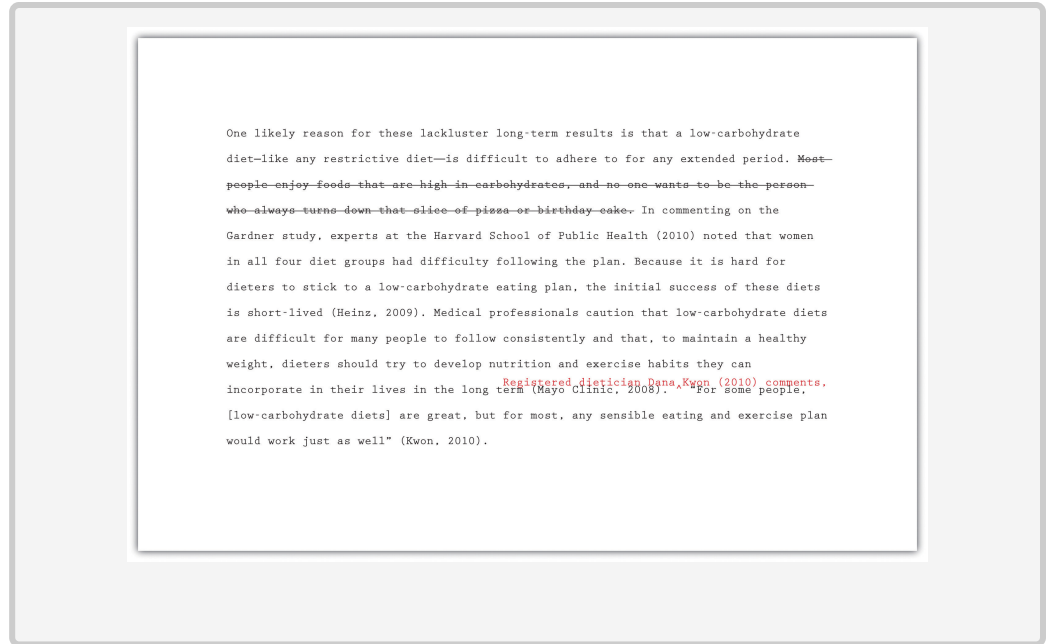 One likely reason for these lackluster long-term results is that a low-carbohydrate
diet—like any restrictive diet—is difficult to adhere to for any extended period. Most
people enjoy foods that are high in carbohydrates, and no one wants to be the person
who always turns down that slice of pizza or birthday cake. In commenting on the
Gardner study, experts at the Harvard School of Public Health (2010) noted that women
in all four diet groups had difficulty following the plan. Because it is hard for
dieters to stick to a low-carbohydrate eating plan, the initial success of these diets
is short-lived (Heinz, 2009). Medical professionals caution that low-carbohydrate diets
are difficult for many people to follow consistently and that, to maintain a healthy
weight, dieters should try to develop nutrition and exercise habits they can
Registered dietician Dana Kwon (2010) comments,
incorporate in their lives in the long term (Mayo Clinic, 2008). ^ “For some people,
[low-carbohydrate diets] are great, but for most, any sensible eating and exercise plan
would work just as well” (Kwon, 2010).